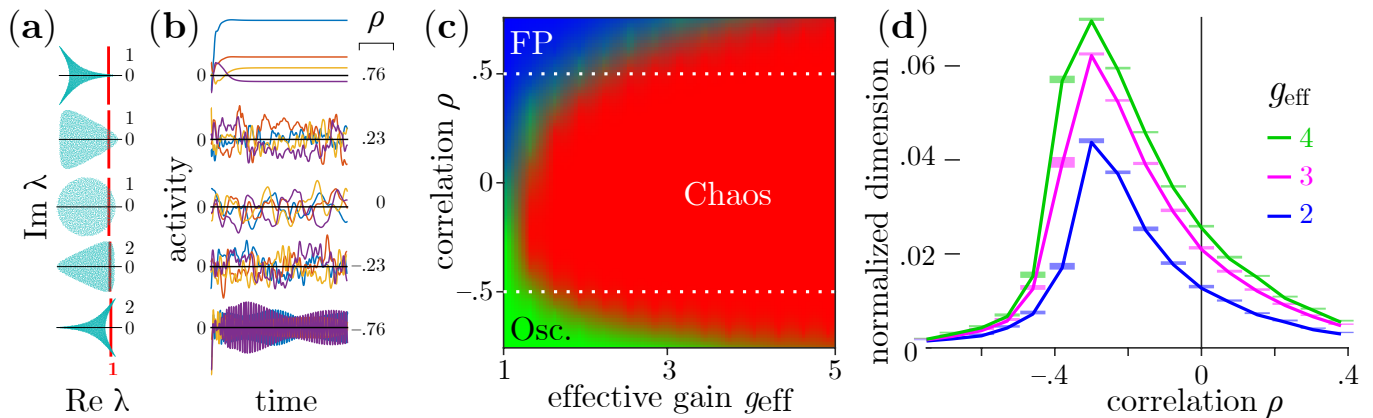 (a)
1
0
1
0
1
0
2
0
2
0
1
Im λ
Re λ
(b)
ρ
0
.76
0
.23
0
0
0
−.23
0
−.76
activity
time
(c)
FP
Chaos
Osc.
.5
0
−.5
correlation ρ
1
3
5
effective gain geff
(d)
.06
.04
.02
0
normalized dimension
geff
4
3
2
−.4
0
.4
correlation ρ